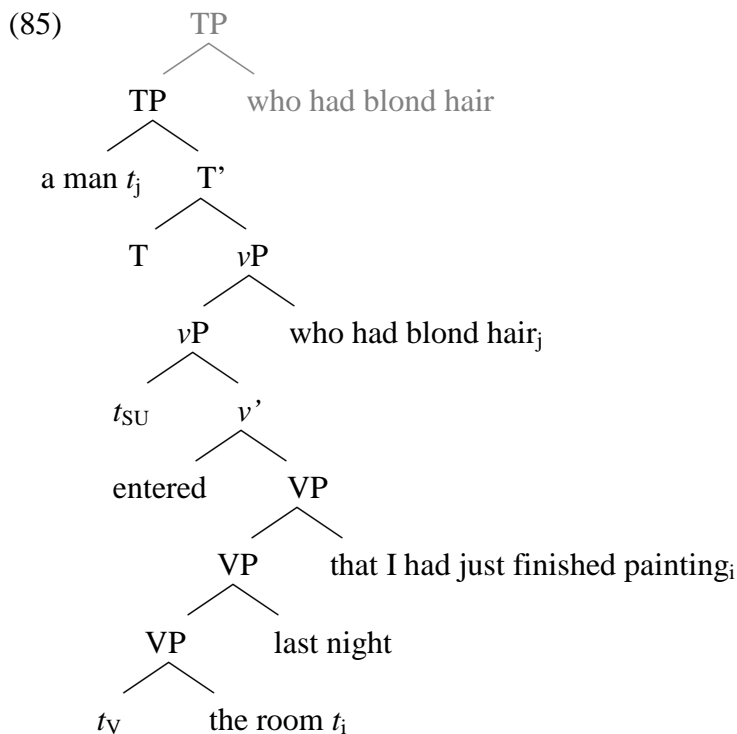 (85) TP
TP who had blond hair
a man tj T’
T vP
vP who had blond hairj
tSU v’
entered VP
VP that I had just finished paintingi
VP last night
tV the room ti